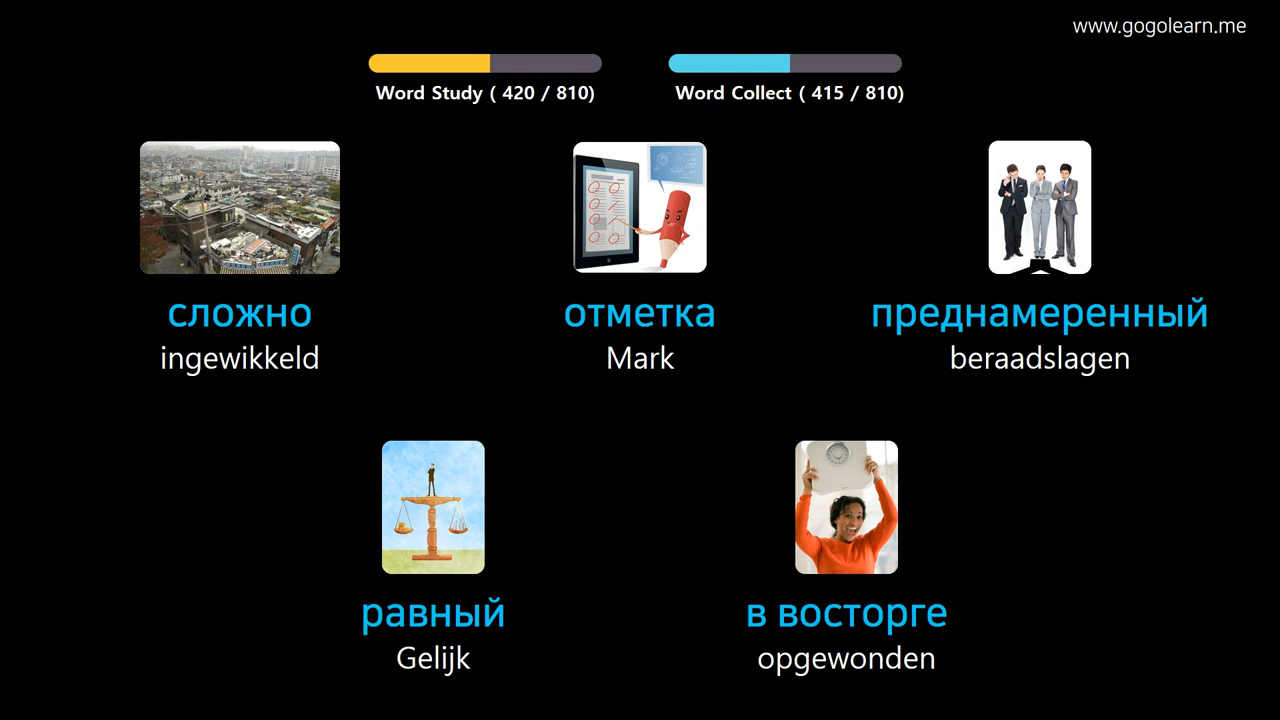 www.gogolearn.me
Word Study ( 420 / 810)
Word Collect ( 415 / 810)
сложно
ingewikkeld
отметка
Mark
преднамеренный
beraadslagen
равный
Gelijk
в восторге
opgewonden